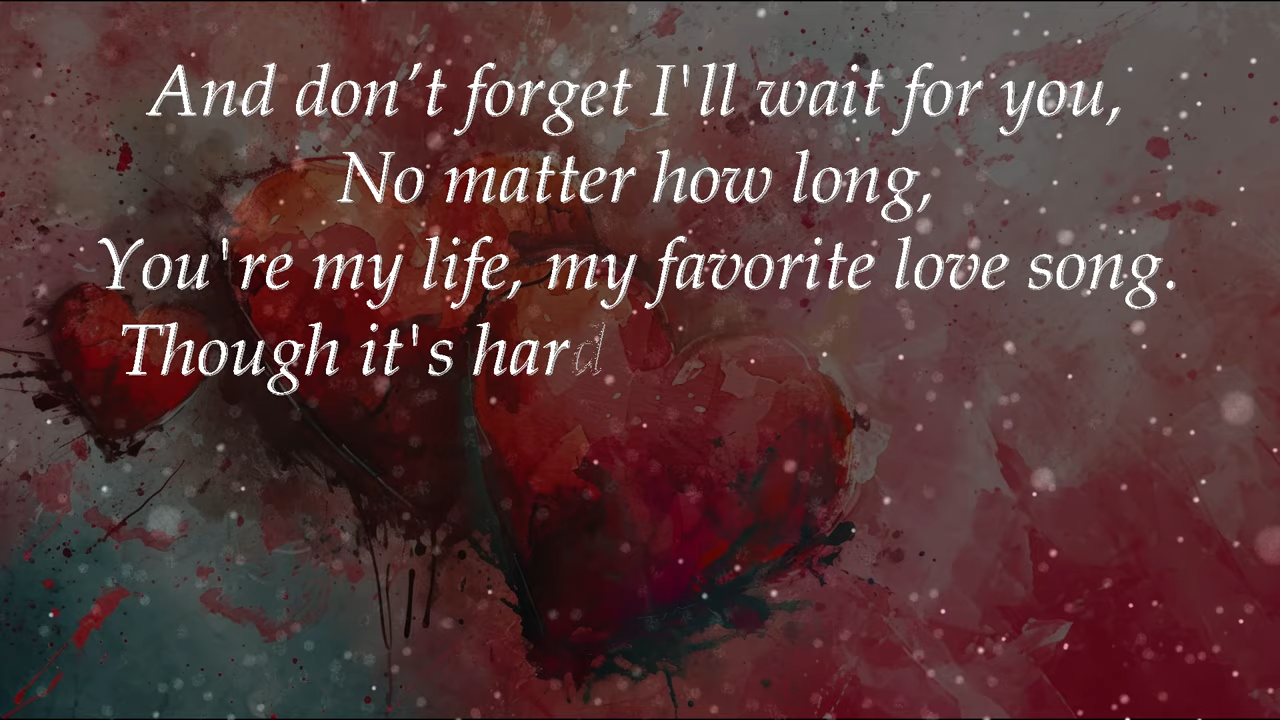 And don’t forget I'll wait for you,
No matter how long,
You're my life, my favorite love song.
Though it's hard